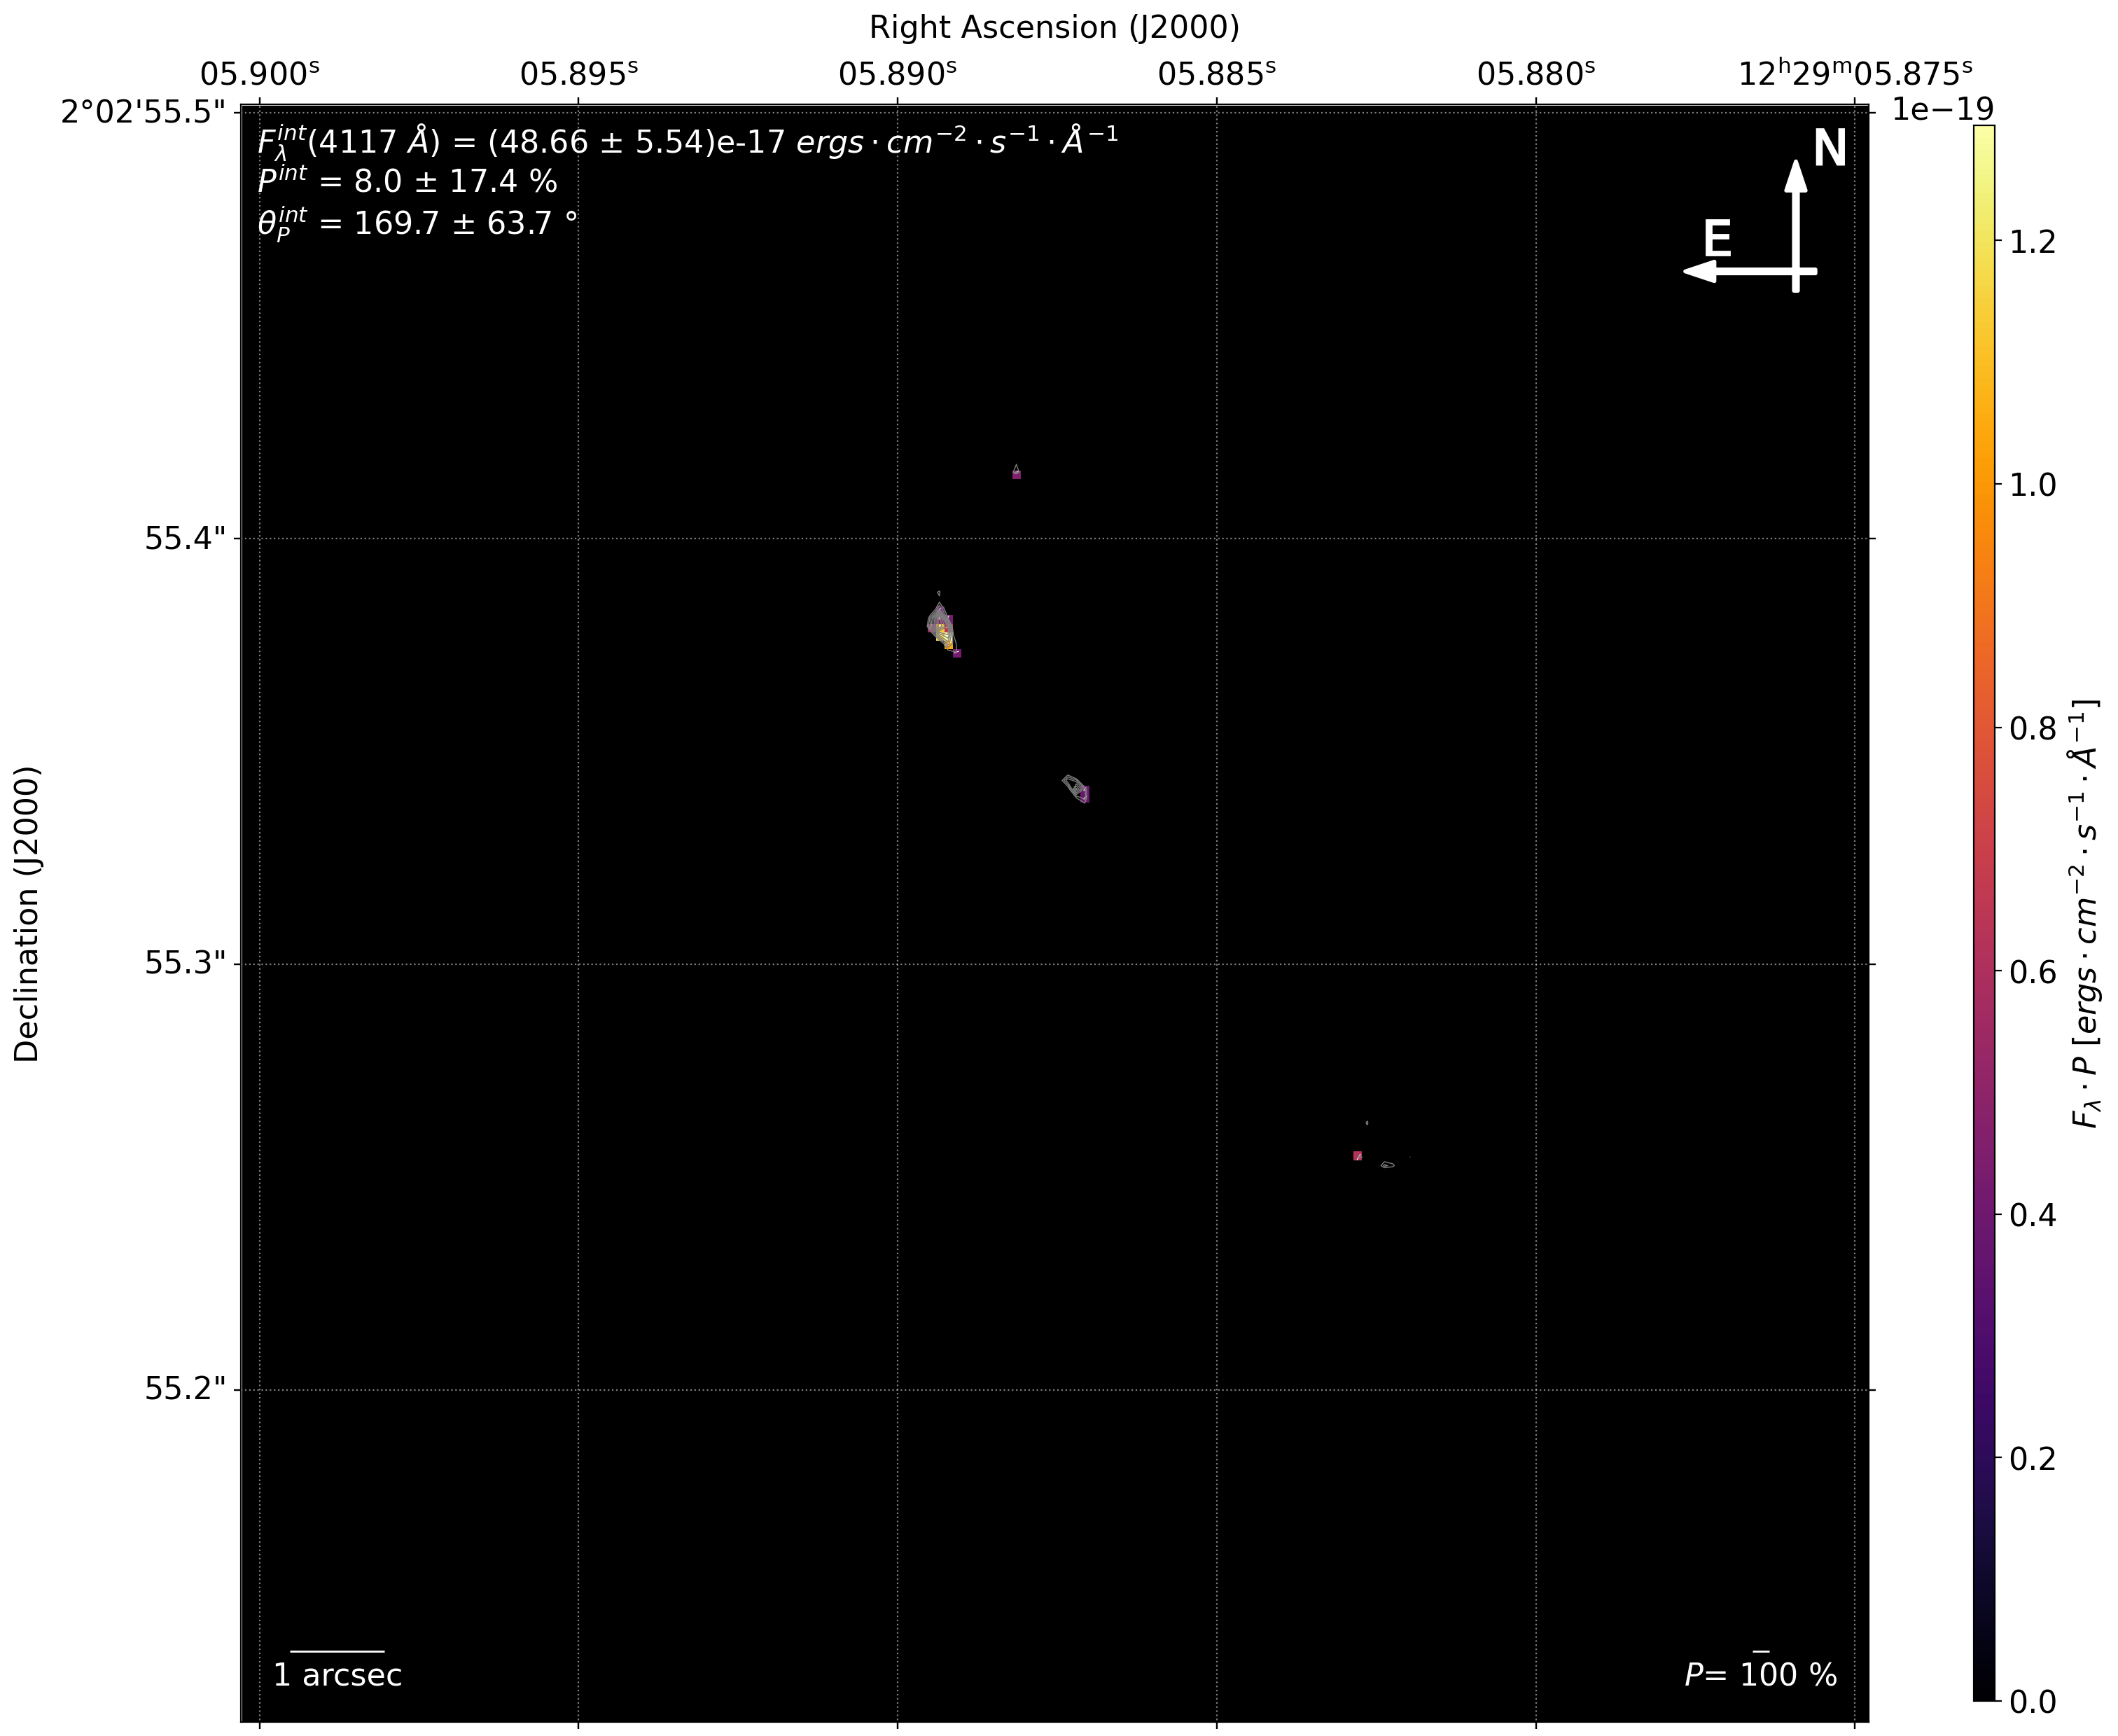 Right Ascension (J2000)
05.900ˢ 05.895ˢ 05.890ˢ 05.885ˢ 05.880ˢ 12ʰ29ᵐ05.875ˢ
2°02'55.5"
1e−19
F_λ^int(4117 Å) = (48.66 ± 5.54)e-17 ergs · cm⁻² · s⁻¹ · Å⁻¹
P^int = 8.0 ± 17.4 %
θ_P^int = 169.7 ± 63.7 °
N
E
55.4"
55.3"
55.2"
Declination (J2000)
1.2
1.0
0.8
0.6
0.4
0.2
0.0
F_λ · P [ergs · cm⁻² · s⁻¹ · Å⁻¹]
1 arcsec
P= 100 %